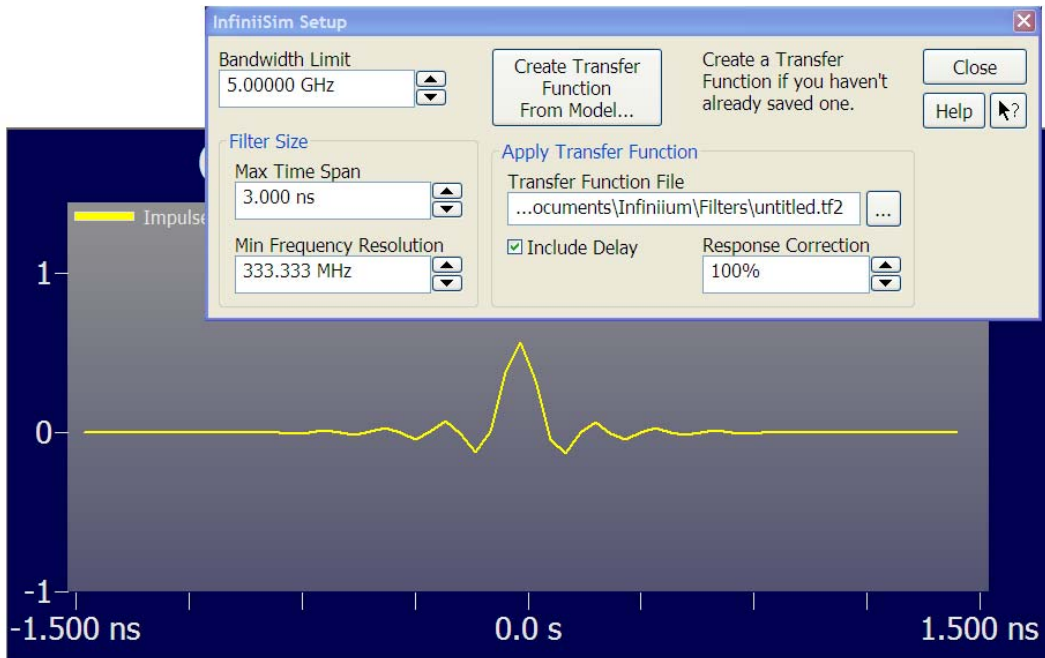 InfiniiSim Setup
Bandwidth Limit
5.00000 GHz
Create Transfer
Function
From Model...
Create a Transfer
Function if you haven't
already saved one.
Close
Help
?
Filter Size
Max Time Span
3.000 ns
Min Frequency Resolution
333.333 MHz
Apply Transfer Function
Transfer Function File
...ocuments\Infiniium\Filters\untitled.tf2
...
Include Delay
Response Correction
100%
Impulse
1
0
-1
-1.500 ns
0.0 s
1.500 ns